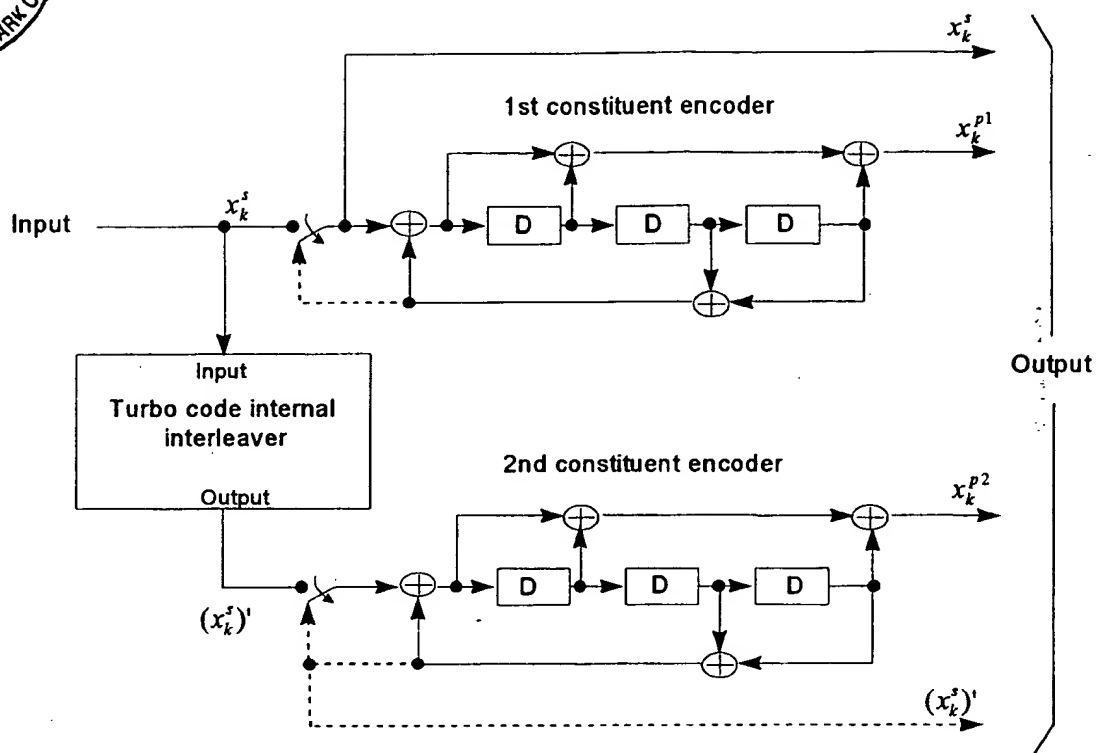 ARK
x_k^s
1st constituent encoder
x_k^{p1}
Input
x_k^s
D
D
D
Input
Turbo code internal
interleaver
Output
Output
2nd constituent encoder
x_k^{p2}
D
D
D
(x_k^s)'
(x_k^s)'